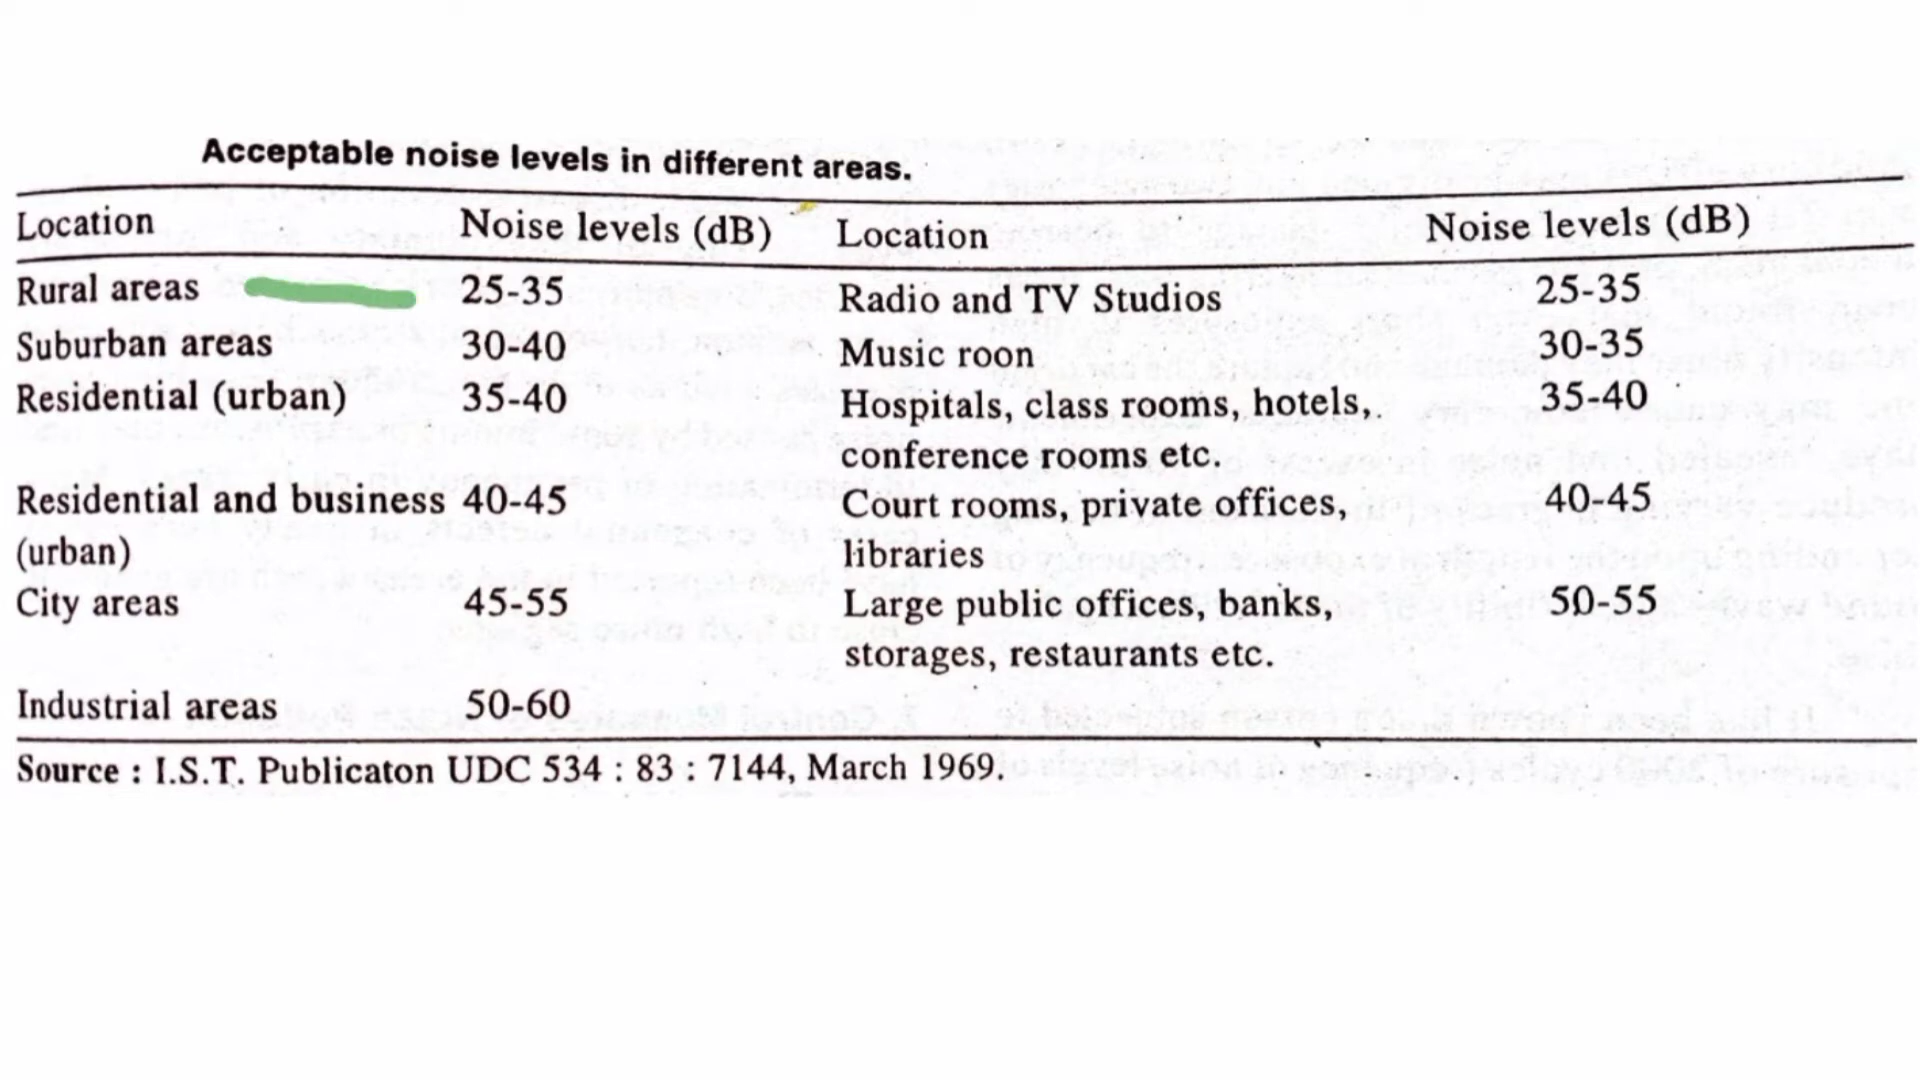 Acceptable noise levels in different areas.
Location Noise levels (dB) Location Noise levels (dB)
Rural areas 25-35 Radio and TV Studios 25-35
Suburban areas 30-40 Music roon 30-35
Residential (urban) 35-40 Hospitals, class rooms, hotels, 35-40
conference rooms etc.
Residential and business 40-45 Court rooms, private offices, 40-45
(urban) libraries
City areas 45-55 Large public offices, banks, 50-55
storages, restaurants etc.
Industrial areas 50-60
Source : I.S.T. Publicaton UDC 534 : 83 : 7144, March 1969.